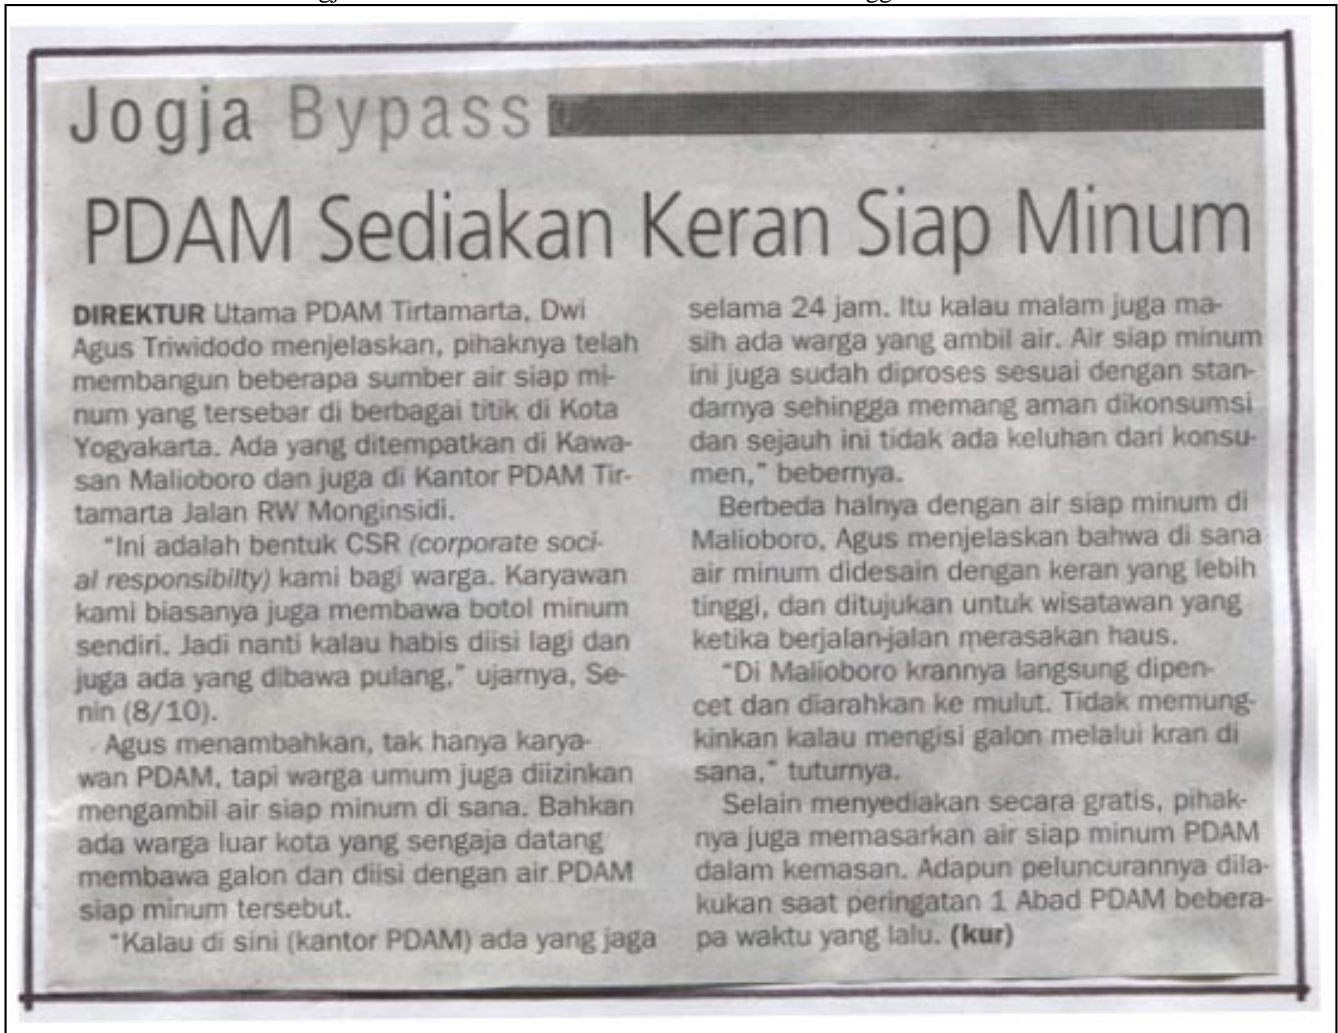 Jogja Bypass
PDAM Sediakan Keran Siap Minum
DIREKTUR Utama PDAM Tirtamarta, Dwi
Agus Triwidodo menjelaskan, pihaknya telah
membangun beberapa sumber air siap mi-
num yang tersebar di berbagai titik di Kota
Yogyakarta. Ada yang ditempatkan di Kawa-
san Malioboro dan juga di Kantor PDAM Tir-
tamarta Jalan RW Monginsidi.
"Ini adalah bentuk CSR (corporate soci-
al responsibilty) kami bagi warga. Karyawan
kami biasanya juga membawa botol minum
sendiri. Jadi nanti kalau habis diisi lagi dan
juga ada yang dibawa pulang," ujarnya, Se-
nin (8/10).
Agus menambahkan, tak hanya karya-
wan PDAM, tapi warga umum juga diizinkan
mengambil air siap minum di sana. Bahkan
ada warga luar kota yang sengaja datang
membawa galon dan diisi dengan air PDAM
siap minum tersebut.
"Kalau di sini (kantor PDAM) ada yang jaga
selama 24 jam. Itu kalau malam juga ma-
sih ada warga yang ambil air. Air siap minum
ini juga sudah diproses sesuai dengan stan-
darnya sehingga memang aman dikonsumsi
dan sejauh ini tidak ada keluhan dari konsu-
men," bebernya.
Berbeda halnya dengan air siap minum di
Malioboro, Agus menjelaskan bahwa di sana
air minum didesain dengan keran yang lebih
tinggi, dan ditujukan untuk wisatawan yang
ketika berjalan-jalan merasakan haus.
"Di Malioboro krannya langsung dipen-
cet dan diarahkan ke mulut. Tidak memung-
kinkan kalau mengisi galon melalui kran di
sana," tuturnya.
Selain menyediakan secara gratis, pihak-
nya juga memasarkan air siap minum PDAM
dalam kemasan. Adapun peluncurannya dila-
kukan saat peringatan 1 Abad PDAM bebera-
pa waktu yang lalu. (kur)